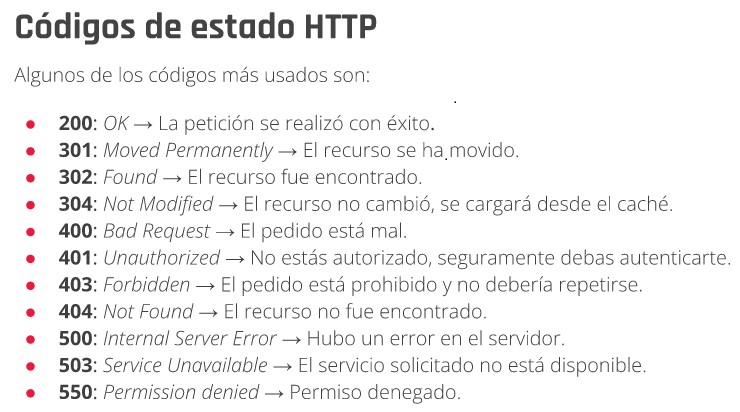 Códigos de estado HTTP
Algunos de los códigos más usados son:
● 200: OK → La petición se realizó con éxito.
● 301: Moved Permanently → El recurso se ha movido.
● 302: Found → El recurso fue encontrado.
● 304: Not Modified → El recurso no cambió, se cargará desde el caché.
● 400: Bad Request → El pedido está mal.
● 401: Unauthorized → No estás autorizado, seguramente debas autenticarte.
● 403: Forbidden → El pedido está prohibido y no debería repetirse.
● 404: Not Found → El recurso no fue encontrado.
● 500: Internal Server Error → Hubo un error en el servidor.
● 503: Service Unavailable → El servicio solicitado no está disponible.
● 550: Permission denied → Permiso denegado.